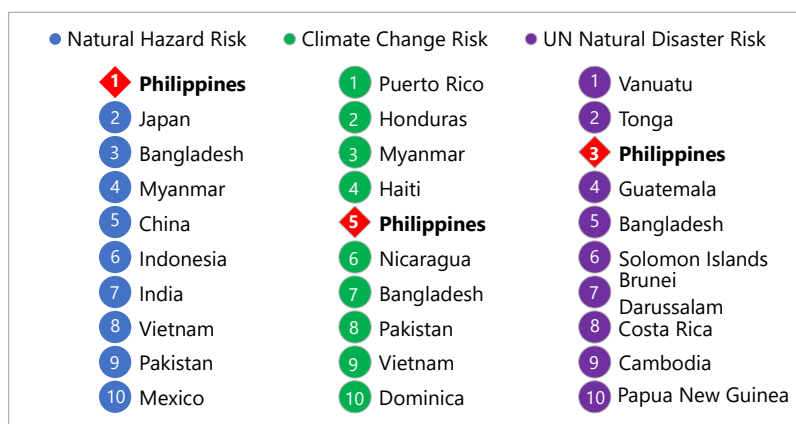 Natural Hazard Risk
1 Philippines
2 Japan
3 Bangladesh
4 Myanmar
5 China
6 Indonesia
7 India
8 Vietnam
9 Pakistan
10 Mexico
Climate Change Risk
1 Puerto Rico
2 Honduras
3 Myanmar
4 Haiti
5 Philippines
6 Nicaragua
7 Bangladesh
8 Pakistan
9 Vietnam
10 Dominica
UN Natural Disaster Risk
1 Vanuatu
2 Tonga
3 Philippines
4 Guatemala
5 Bangladesh
6 Solomon Islands
7 Brunei
Darussalam
8 Costa Rica
9 Cambodia
10 Papua New Guinea